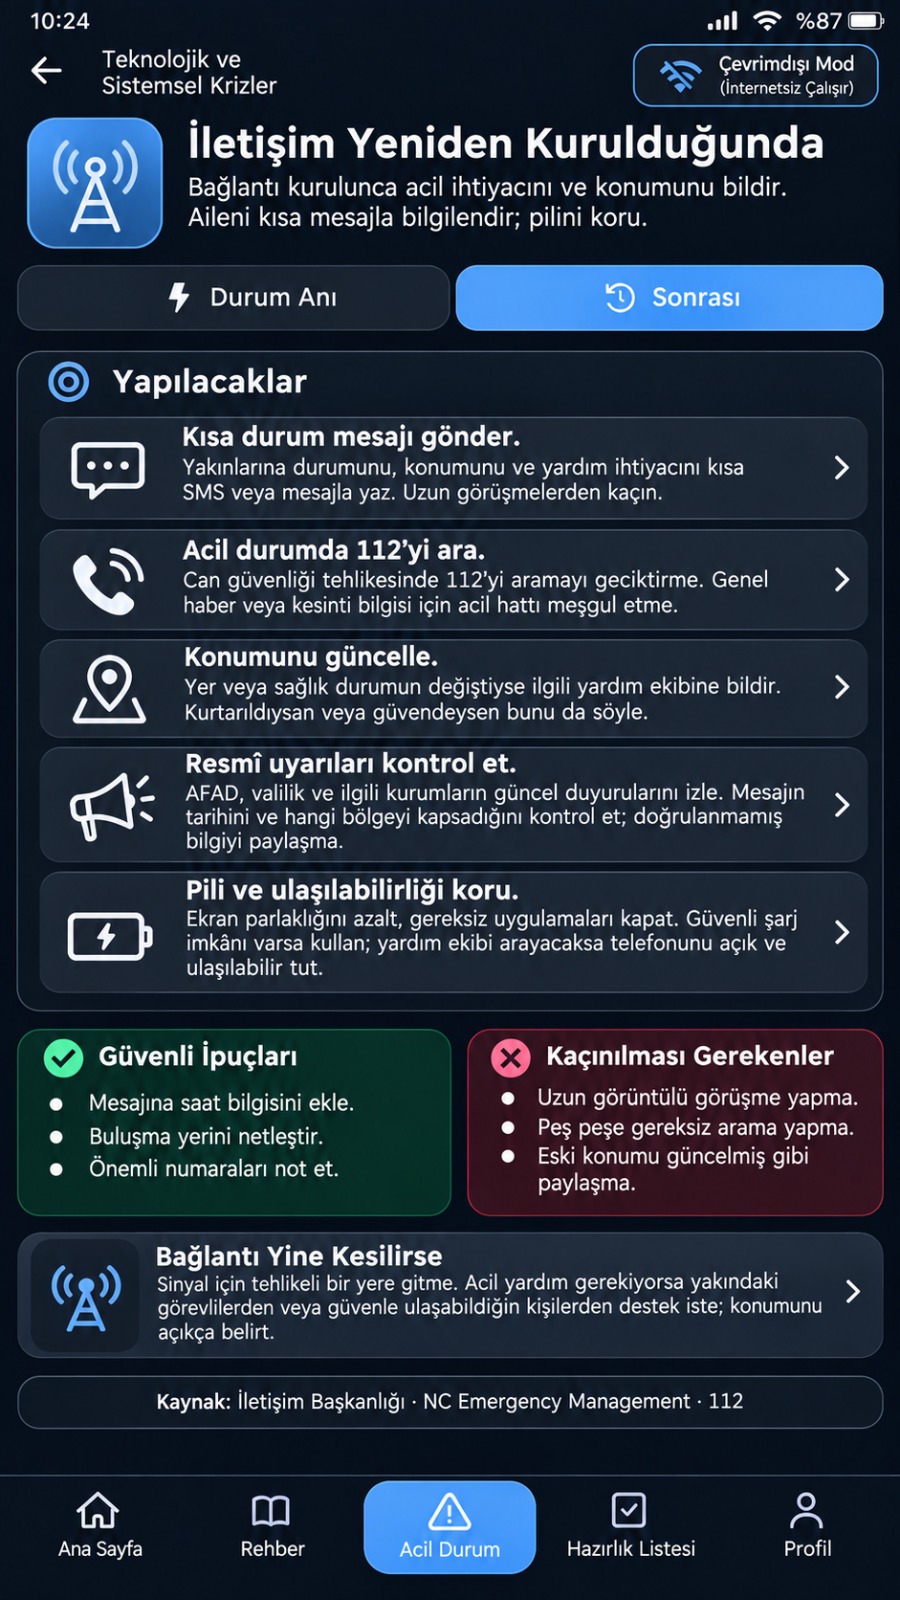 10:24
%87
Teknolojik ve
Sistemsel Krizler
Çevrimdışı Mod
(İnternetsiz Çalışır)
İletişim Yeniden Kurulduğunda
Bağlantı kurulunca acil ihtiyacını ve konumunu bildir.
Aileni kısa mesajla bilgilendir; pilini koru.
Durum Anı
Sonrası
Yapılacaklar
Kısa durum mesajı gönder.
Yakınlarına durumunu, konumunu ve yardım ihtiyacını kısa
SMS veya mesajla yaz. Uzun görüşmelerden kaçın.
Acil durumda 112’yi ara.
Can güvenliği tehlikesinde 112’yi aramayı geciktirme. Genel
haber veya kesinti bilgisi için acil hattı meşgul etme.
Konumunu güncelle.
Yer veya sağlık durumun değiştiyse ilgili yardım ekibine bildir.
Kurtarıldıysan veya güvendeysen bunu da söyle.
Resmî uyarıları kontrol et.
AFAD, valilik ve ilgili kurumların güncel duyurularını izle. Mesajın
tarihini ve hangi bölgeyi kapsadığını kontrol et; doğrulanmamış
bilgiyi paylaşma.
Pili ve ulaşılabilirliği koru.
Ekran parlaklığını azalt, gereksiz uygulamaları kapat. Güvenli şarj
imkânı varsa kullan; yardım ekibi arayacaksa telefonunu açık ve
ulaşılabilir tut.
Güvenli İpuçları
● Mesajına saat bilgisini ekle.
● Buluşma yerini netleştir.
● Önemli numaraları not et.
Kaçınılması Gerekenler
● Uzun görüntülü görüşme yapma.
● Peş peşe gereksiz arama yapma.
● Eski konumu güncelmiş gibi
paylaşma.
Bağlantı Yine Kesilirse
Sinyal için tehlikeli bir yere gitme. Acil yardım gerekiyorsa yakındaki
görevlilerden veya güvenle ulaşabildiğin kişilerden destek iste; konumunu
açıkça belirt.
Kaynak: İletişim Başkanlığı · NC Emergency Management · 112
Ana Sayfa
Rehber
Acil Durum
Hazırlık Listesi
Profil